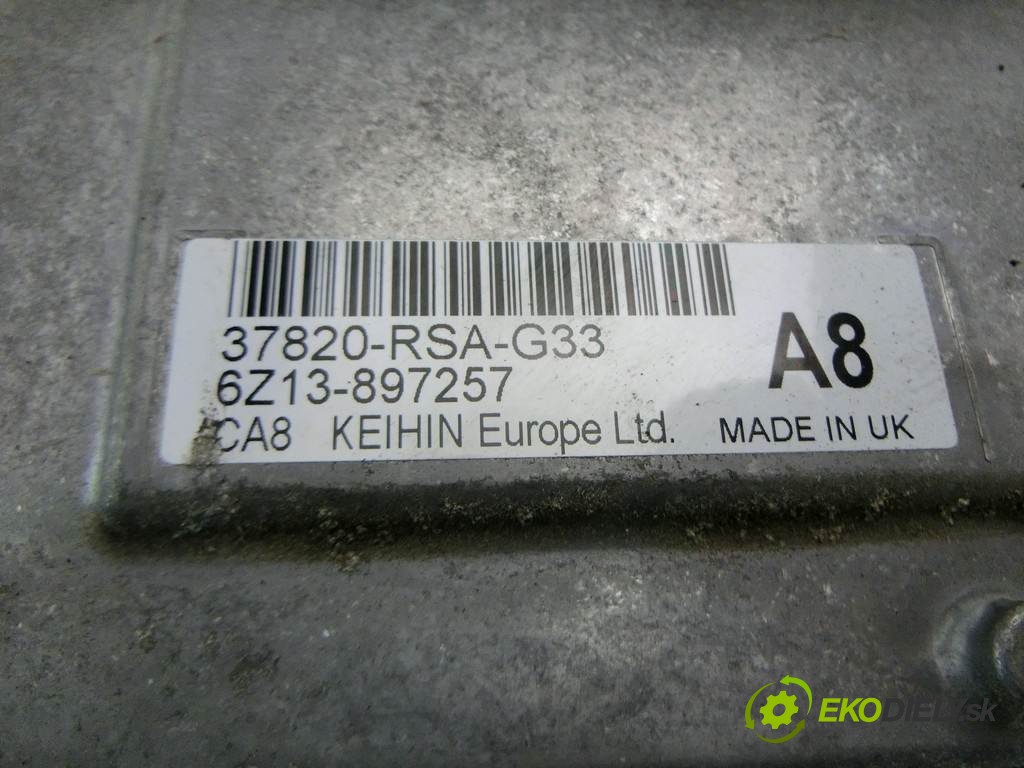 37820-RSA-G33
6Z13-897257
A8
CA8 KEIHIN Europe Ltd. MADE IN UK
EKODIELY.sk